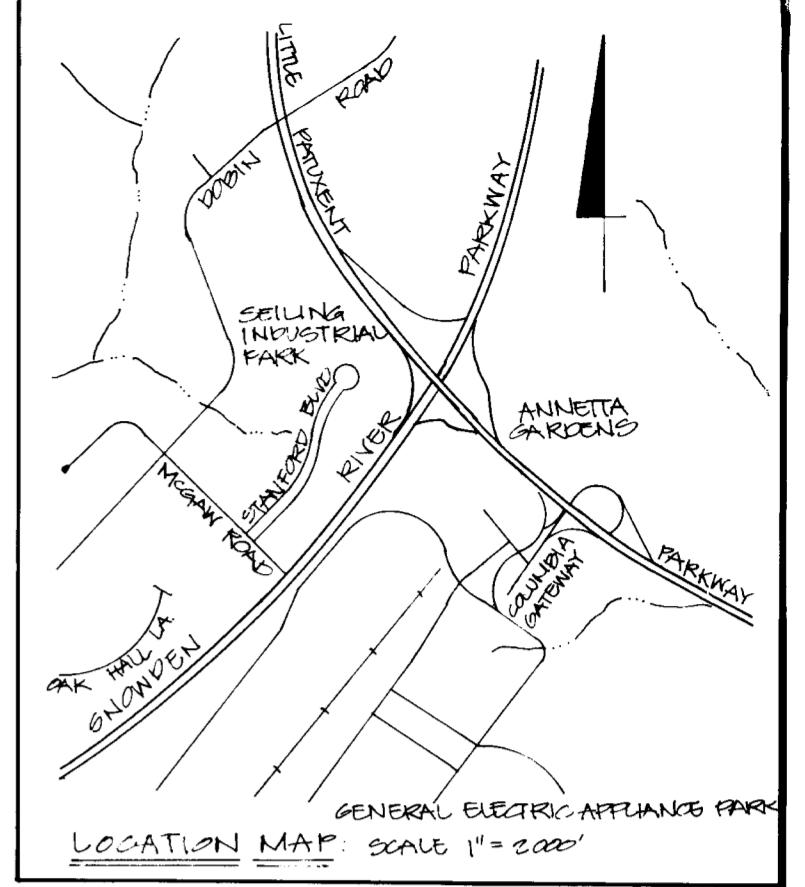 LITTLE
PATUXENT
PARKWAY
DOBIN
ROAD
PARKWAY
SEILING
INDUSTRIAL
PARK
STANFORD BLVD
RIVER
ANNETTA
GARDENS
McGAW ROAD
COLUMBIA
GATEWAY
OAK HALL LA.
SNOWDEN
GENERAL ELECTRIC APPLIANCE PARK
LOCATION MAP: SCALE 1" = 2000'